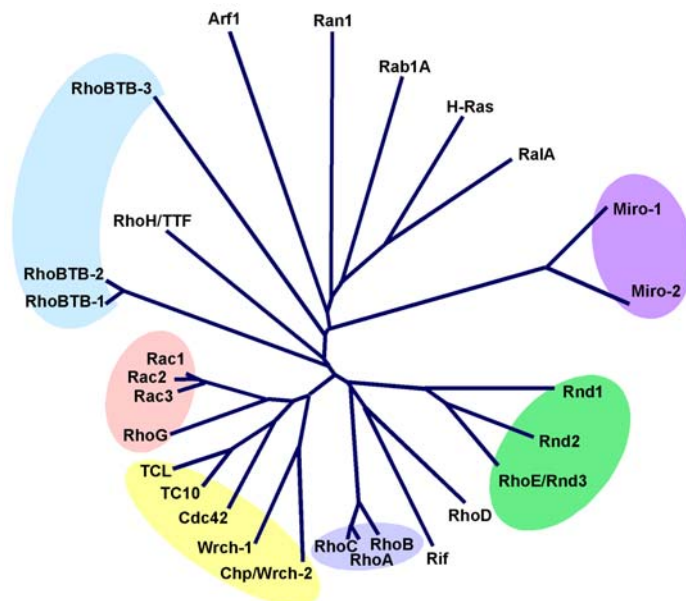 Arf1
Ran1
Rab1A
RhoBTB-3
H-Ras
RalA
Miro-1
RhoH/TTF
RhoBTB-2
Miro-2
RhoBTB-1
Rac1
Rac2
Rac3
Rnd1
RhoG
Rnd2
TCL
RhoE/Rnd3
TC10
Cdc42
RhoD
Wrch-1
RhoC
RhoB
RhoA
Rif
Chp/Wrch-2